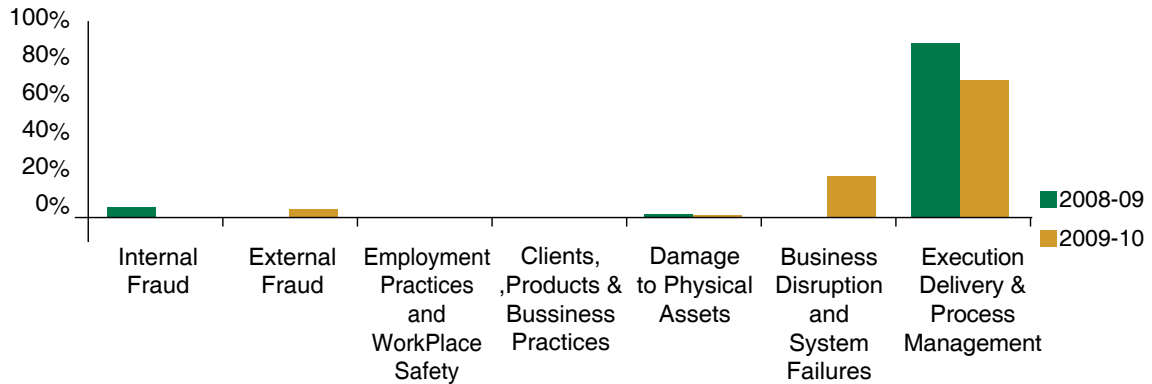 100%
80%
60%
40%
20%
0%
Internal
Fraud
External
Fraud
Employment
Practices
and
WorkPlace
Safety
Clients,
,Products &
Bussiness
Practices
Damage
to Physical
Assets
Business
Disruption
and
System
Failures
Execution
Delivery &
Process
Management
2008-09
2009-10